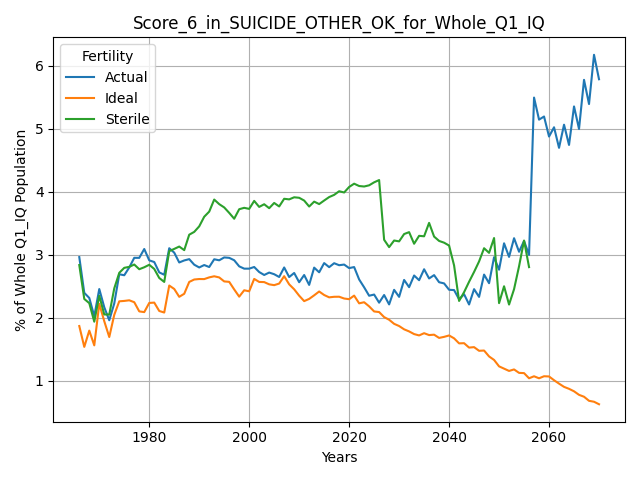 Score_6_in_SUICIDE_OTHER_OK_for_Whole_Q1_IQ
Fertility
Actual
Ideal
Sterile
% of Whole Q1_IQ Population
6
5
4
3
2
1
1980
2000
2020
2040
2060
Years